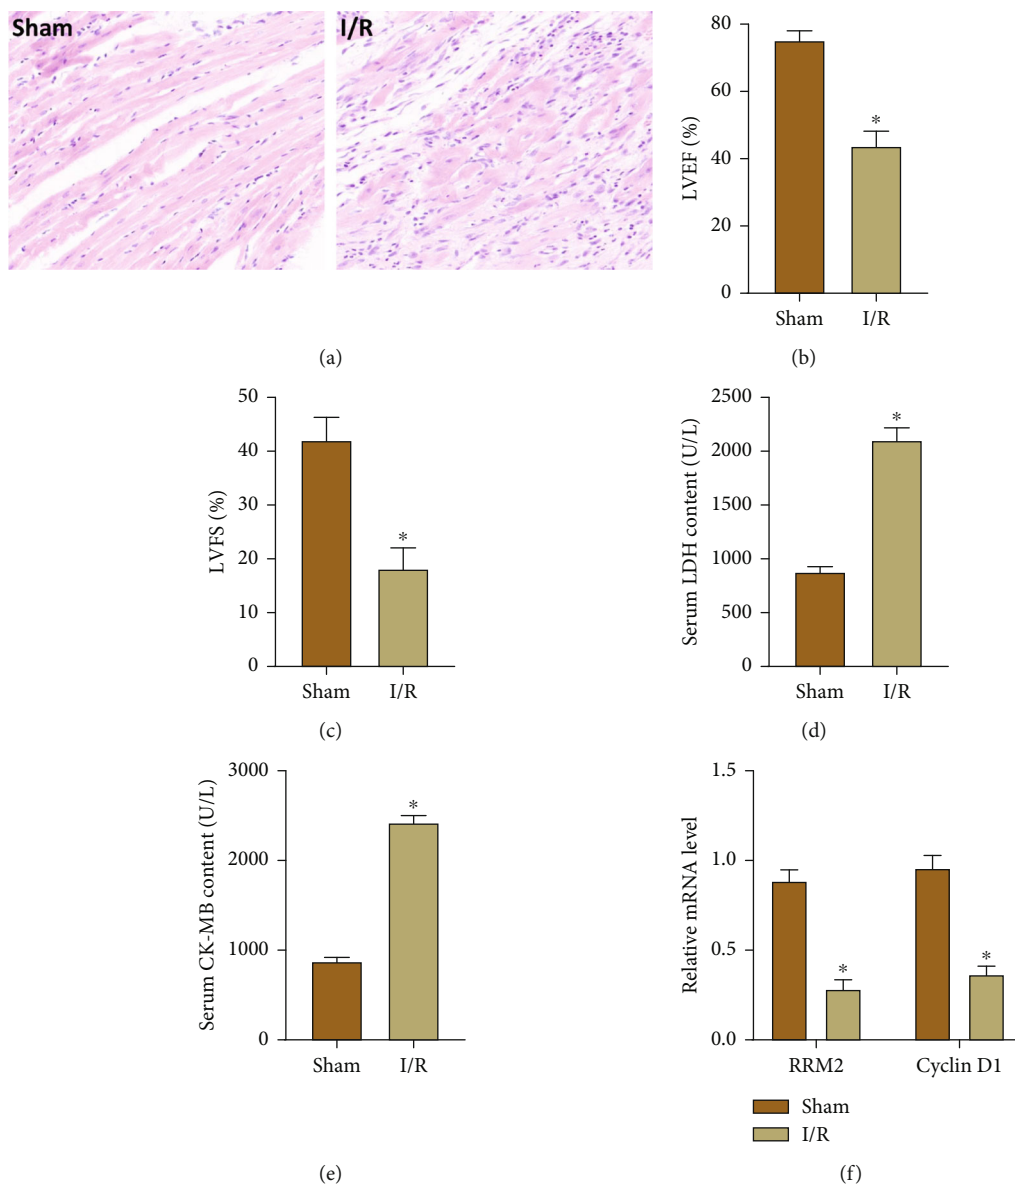 Sham
I/R
(a)
LVEF (%)
80
60
40
20
0
*
Sham
I/R
(b)
LVFS (%)
50
40
30
20
10
0
*
Sham
I/R
(c)
Serum LDH content (U/L)
2500
2000
1500
1000
500
0
*
Sham
I/R
(d)
Serum CK-MB content (U/L)
3000
2000
1000
0
*
Sham
I/R
(e)
Relative mRNA level
1.5
1.0
0.5
0.0
*
*
RRM2
Cyclin D1
Sham
I/R
(f)